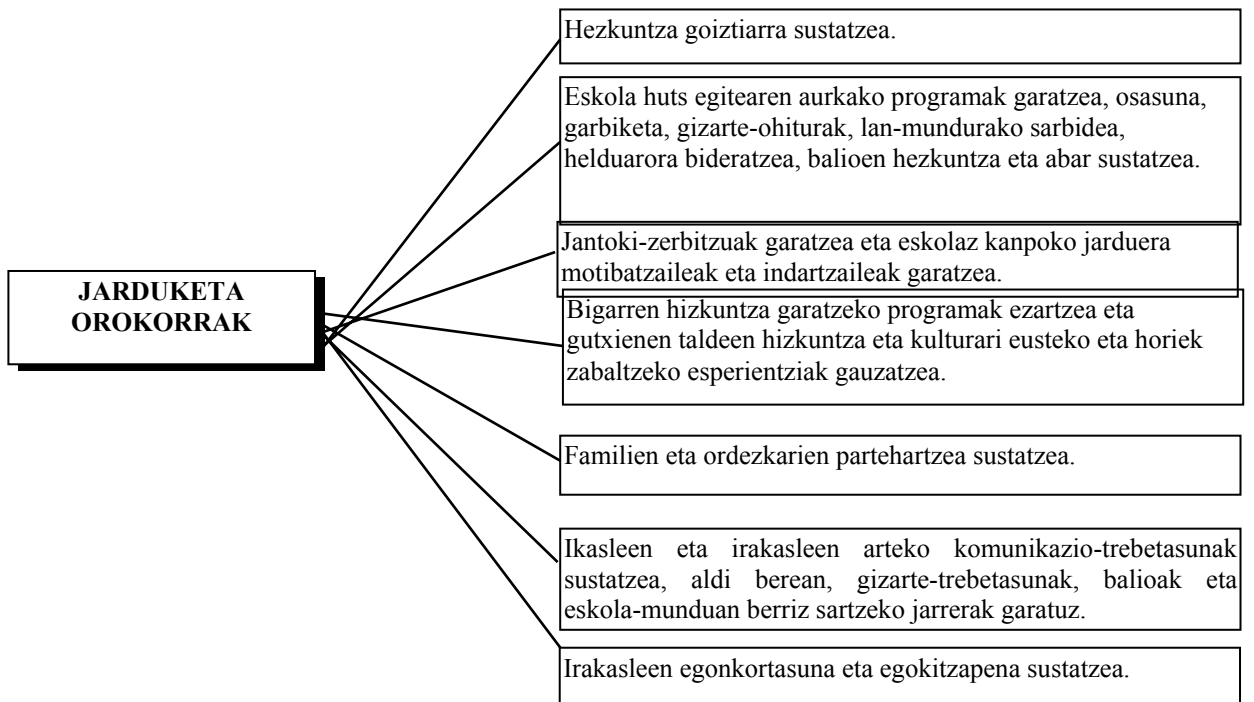 Hezkuntza goiztiarra sustatzea.
Eskola huts egitearen aurkako programak garatzea, osasuna,
garbiketa, gizarte-ohiturak, lan-mundurako sarbidea,
helduarora bideratzea, balioen hezkuntza eta abar sustatzea.
Jantoki-zerbitzuak garatzea eta eskolaz kanpoko jarduera
motibatzaileak eta indartzaileak garatzea.
JARDUKETA
OROKORRAK
Bigarren hizkuntza garatzeko programak ezartzea eta
gutxienen taldeen hizkuntza eta kulturari eusteko eta horiek
zabaltzeko esperientziak gauzatzea.
Familien eta ordezkarien partehartzea sustatzea.
Ikasleen eta irakasleen arteko komunikazio-trebetasunak
sustatzea, aldi berean, gizarte-trebetasunak, balioak eta
eskola-munduan berriz sartzeko jarrerak garatuz.
Irakasleen egonkortasuna eta egokitzapena sustatzea.